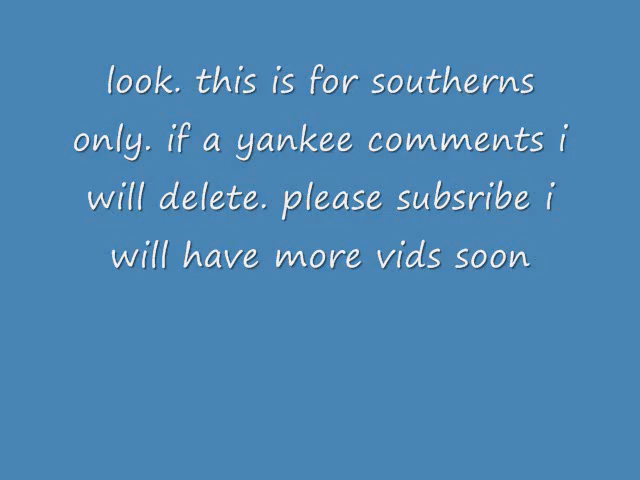 look. this is for southerns
only. if a yankee comments i
will delete. please subsribe i
will have more vids soon